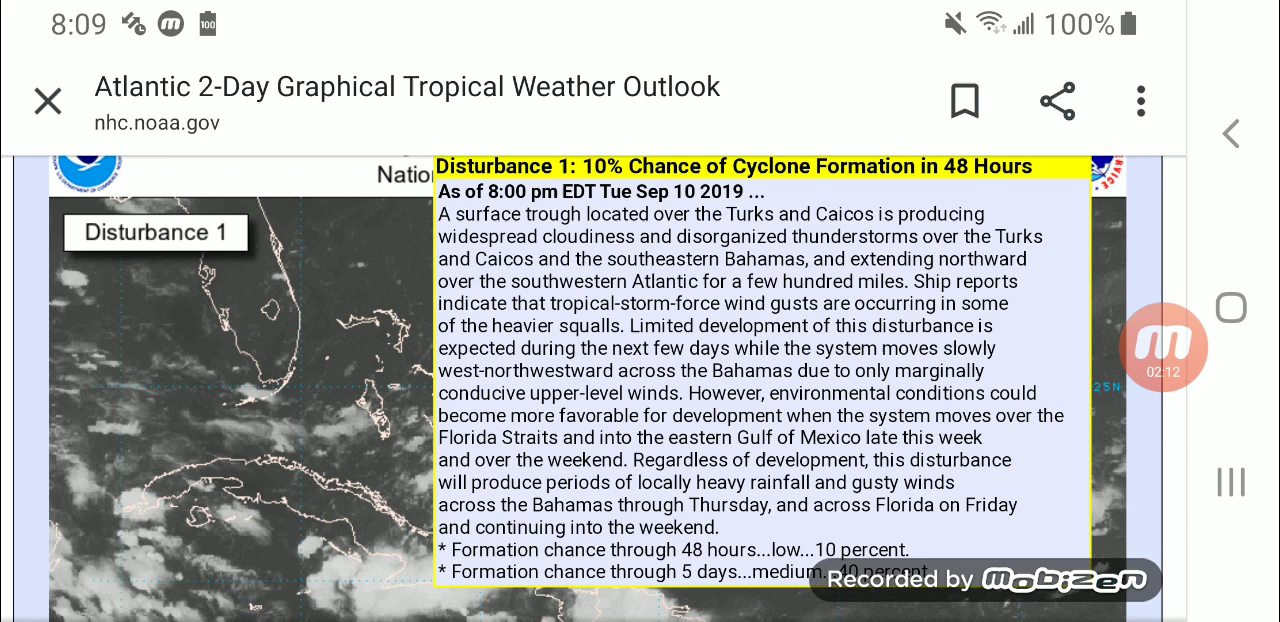 8:09
100
100%
Atlantic 2-Day Graphical Tropical Weather Outlook
nhc.noaa.gov
Natio
Disturbance 1: 10% Chance of Cyclone Formation in 48 Hours
As of 8:00 pm EDT Tue Sep 10 2019 ...
A surface trough located over the Turks and Caicos is producing
widespread cloudiness and disorganized thunderstorms over the Turks
and Caicos and the southeastern Bahamas, and extending northward
over the southwestern Atlantic for a few hundred miles. Ship reports
indicate that tropical-storm-force wind gusts are occurring in some
of the heavier squalls. Limited development of this disturbance is
expected during the next few days while the system moves slowly
west-northwestward across the Bahamas due to only marginally
conducive upper-level winds. However, environmental conditions could
become more favorable for development when the system moves over the
Florida Straits and into the eastern Gulf of Mexico late this week
and over the weekend. Regardless of development, this disturbance
will produce periods of locally heavy rainfall and gusty winds
across the Bahamas through Thursday, and across Florida on Friday
and continuing into the weekend.
* Formation chance through 48 hours...low...10 percent.
* Formation chance through 5 days...medium...40 percent.
Disturbance 1
25N
m
02:12
Recorded by mobizen